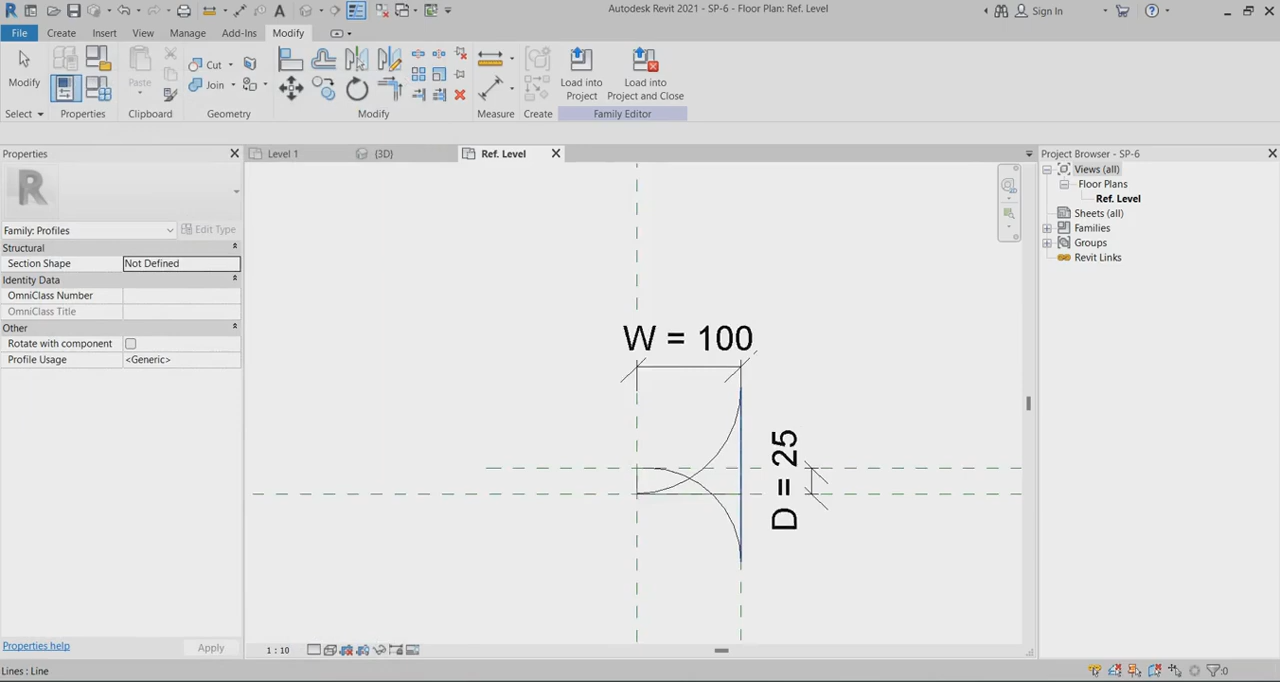 Autodesk Revit 2021 - SP-6 - Floor Plan: Ref. Level
Sign In
File
Create
Insert
View
Manage
Add-Ins
Modify
Modify
Paste
Cut
Join
Load into
Project
Load into
Project and Close
Select
Properties
Clipboard
Geometry
Modify
Measure
Create
Family Editor
Properties
Level 1
{3D}
Ref. Level
Project Browser - SP-6
Family: Profiles
Edit Type
Structural
Section Shape
Not Defined
Identity Data
OmniClass Number
OmniClass Title
Other
Rotate with component
Profile Usage
<Generic>
Views (all)
Floor Plans
Ref. Level
Sheets (all)
Families
Groups
Revit Links
W = 100
D = 25
Properties help
Apply
1 : 10
Lines : Line
:0